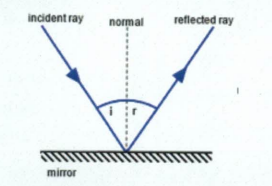 incident ray normal reflected ray
i r
mirror